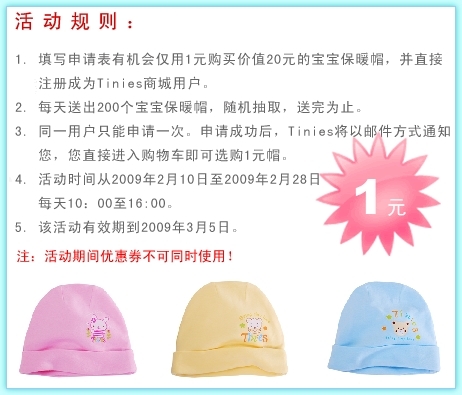 活动规则：
1. 填写申请表有机会仅用1元购买价值20元的宝宝保暖帽，并直接
注册成为Tinies商城用户。
2. 每天送出200个宝宝保暖帽，随机抽取，送完为止。
3. 同一用户只能申请一次。申请成功后，Tinies将以邮件方式通知
您，您直接进入购物车即可选购1元帽。
4. 活动时间从2009年2月10日至2009年2月28日
每天10：00至16:00。
5. 该活动有效期到2009年3月5日。
1元
注：活动期间优惠券不可同时使用！
Tinies